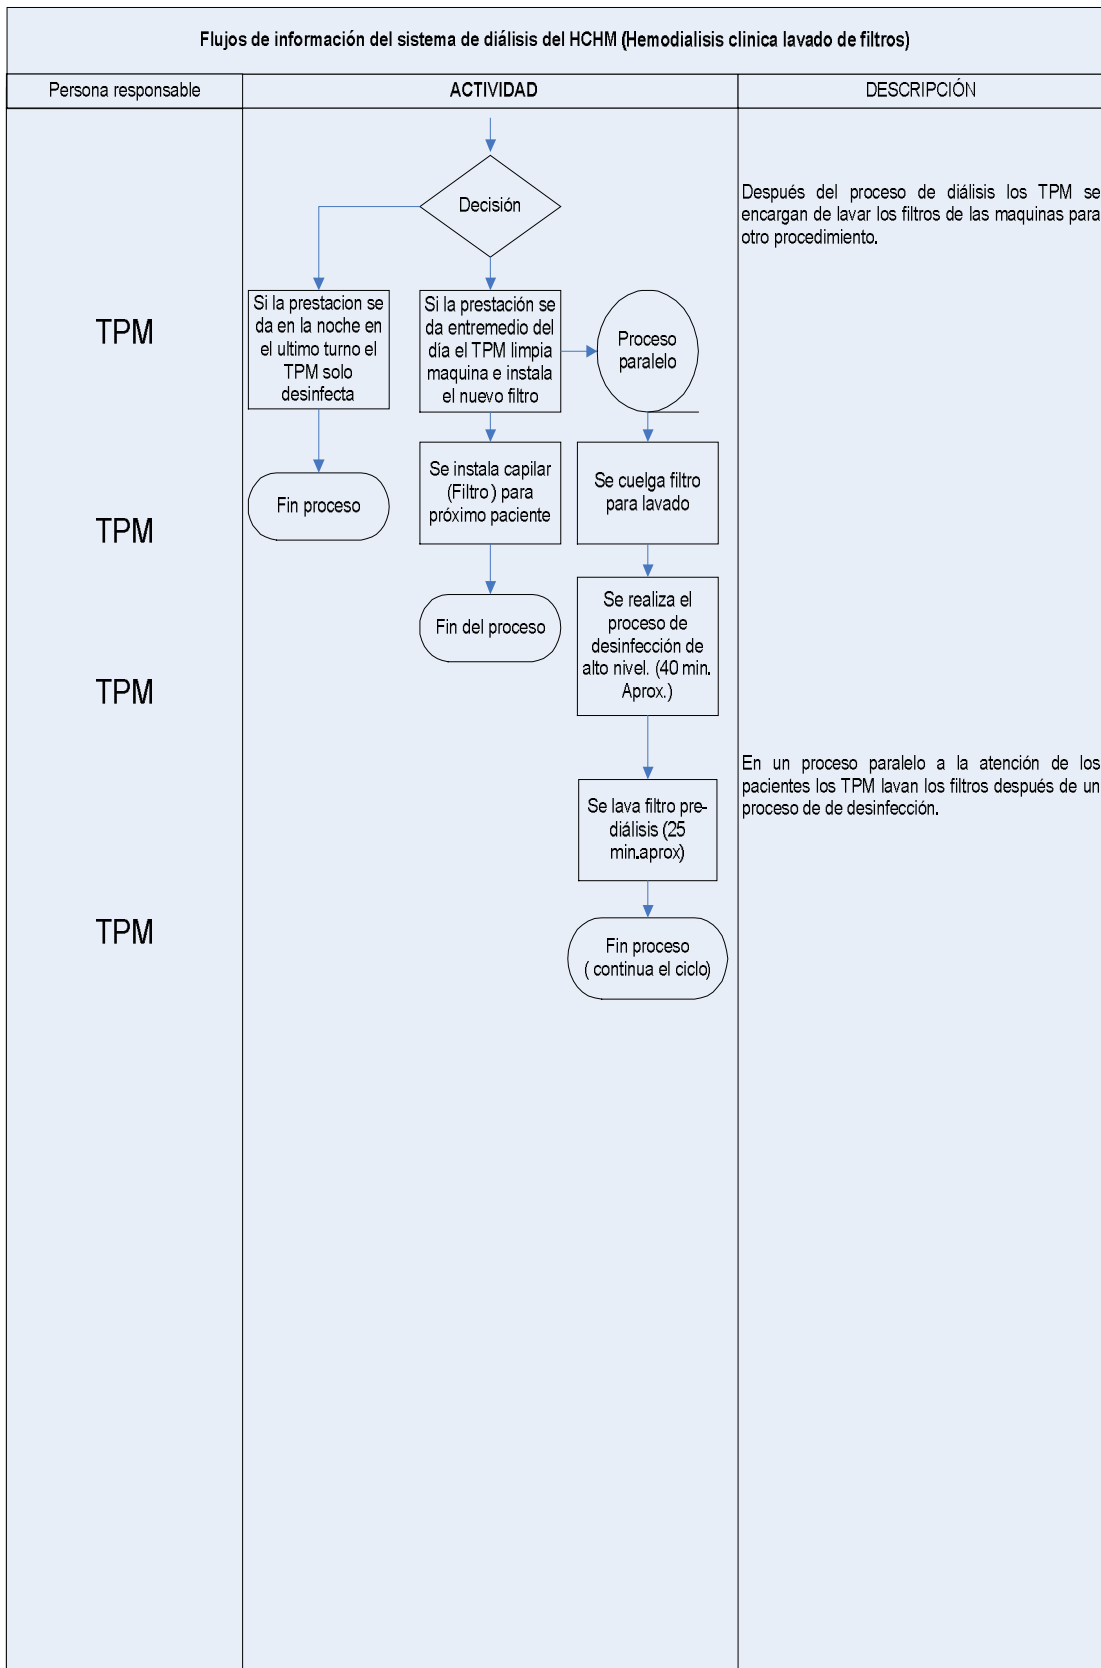 Flujos de información del sistema de diálisis del HCHM (Hemodialisis clinica lavado de filtros)
Persona responsable
ACTIVIDAD
DESCRIPCIÓN
Decisión
Después del proceso de diálisis los TPM se
encargan de lavar los filtros de las maquinas para
otro procedimiento.
TPM
Si la prestacion se
da en la noche en
el ultimo turno el
TPM solo
desinfecta
Si la prestación se
da entremedio del
día el TPM limpia
maquina e instala
el nuevo filtro
Proceso
paralelo
TPM
Fin proceso
Se instala capilar
(Filtro) para
próximo paciente
Se cuelga filtro
para lavado
TPM
Fin del proceso
Se realiza el
proceso de
desinfección de
alto nivel. (40 min.
Aprox.)
Se lava filtro pre-
diálisis (25
min.aprox)
En un proceso paralelo a la atención de los
pacientes los TPM lavan los filtros después de un
proceso de de desinfección.
TPM
Fin proceso
( continua el ciclo)